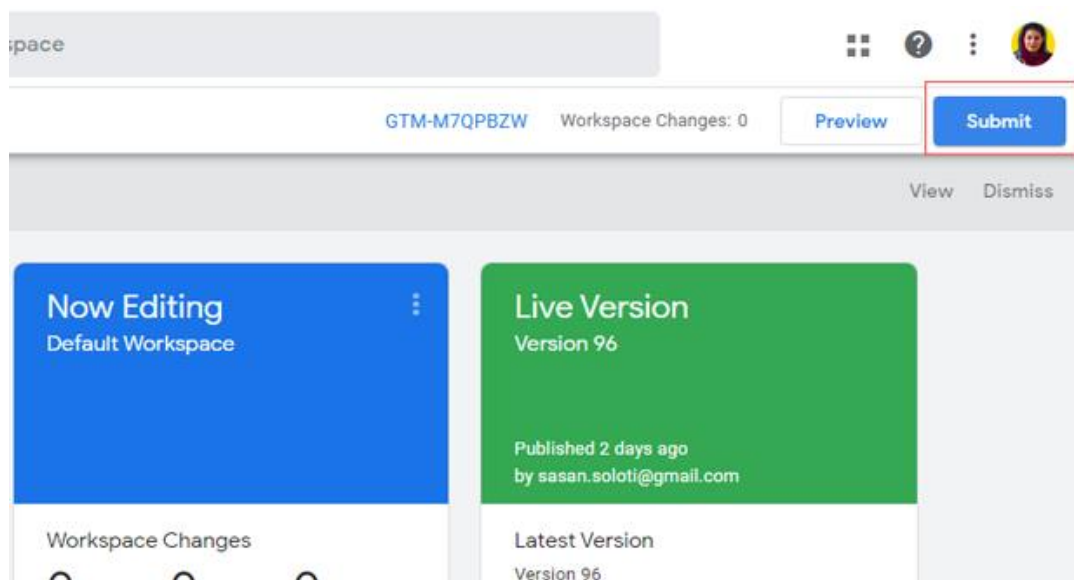 space
GTM-M7QPBZW Workspace Changes: 0 Preview Submit
View Dismiss
Now Editing
Default Workspace
Live Version
Version 96
Published 2 days ago
by sasan.soloti@gmail.com
Workspace Changes
Latest Version
Version 96